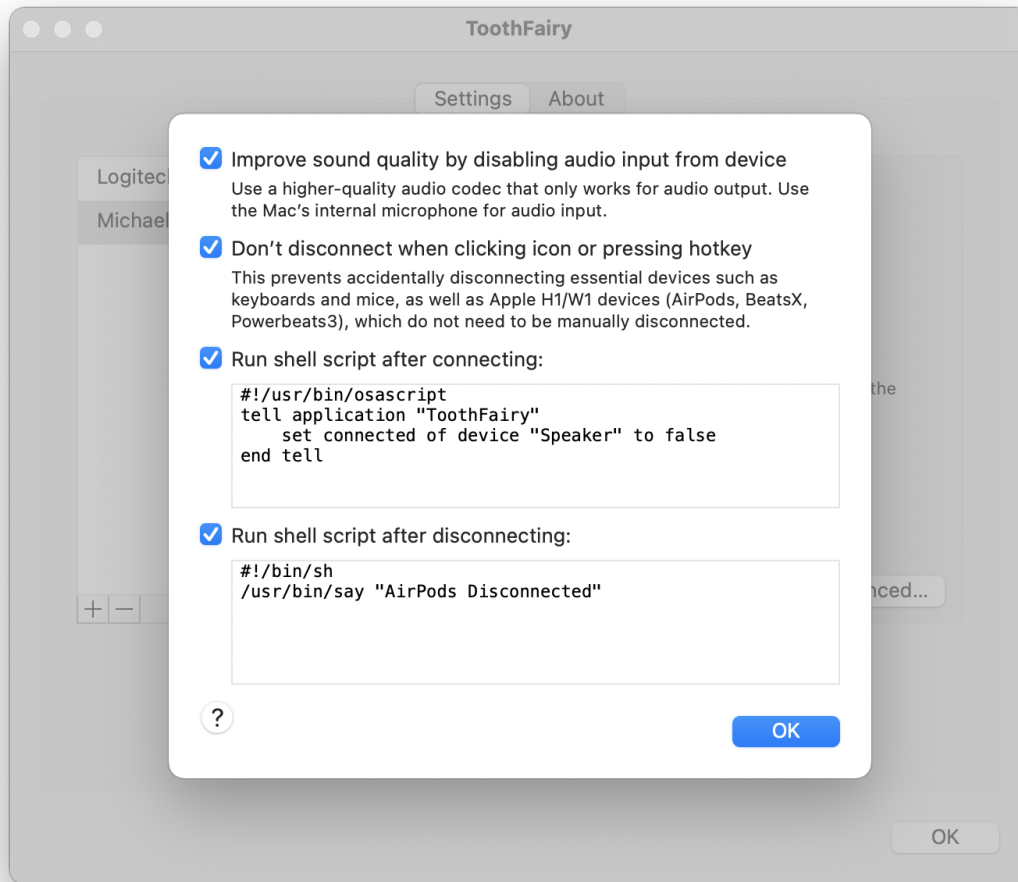 ToothFairy
Settings About
Improve sound quality by disabling audio input from device
Use a higher-quality audio codec that only works for audio output. Use
the Mac's internal microphone for audio input.
Don't disconnect when clicking icon or pressing hotkey
This prevents accidentally disconnecting essential devices such as
keyboards and mice, as well as Apple H1/W1 devices (AirPods, BeatsX,
Powerbeats3), which do not need to be manually disconnected.
Run shell script after connecting:
#!/usr/bin/osascript
tell application "ToothFairy"
    set connected of device "Speaker" to false
end tell
Run shell script after disconnecting:
#!/bin/sh
/usr/bin/say "AirPods Disconnected"
?
OK
Michael
the
OK